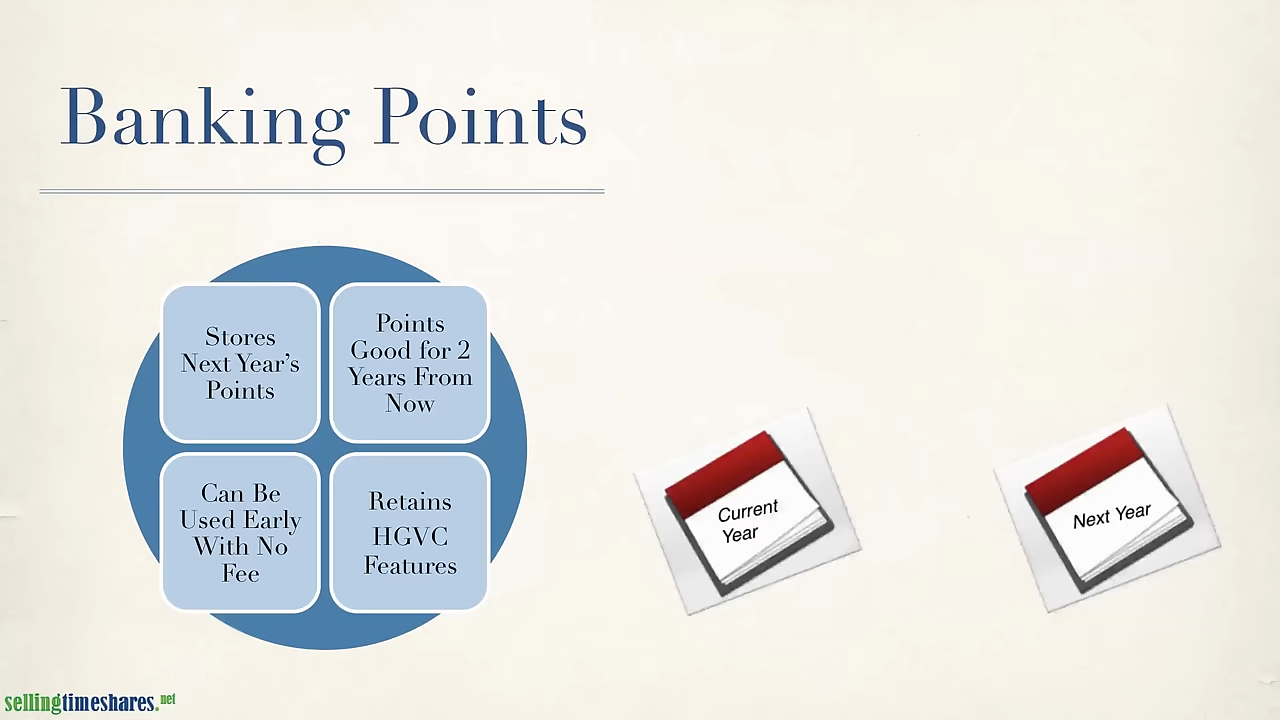 Banking Points
Stores
Next Year's
Points
Points
Good for 2
Years From
Now
Can Be
Used Early
With No
Fee
Retains
HGVC
Features
Current
Year
Next Year
sellingtimeshares.net